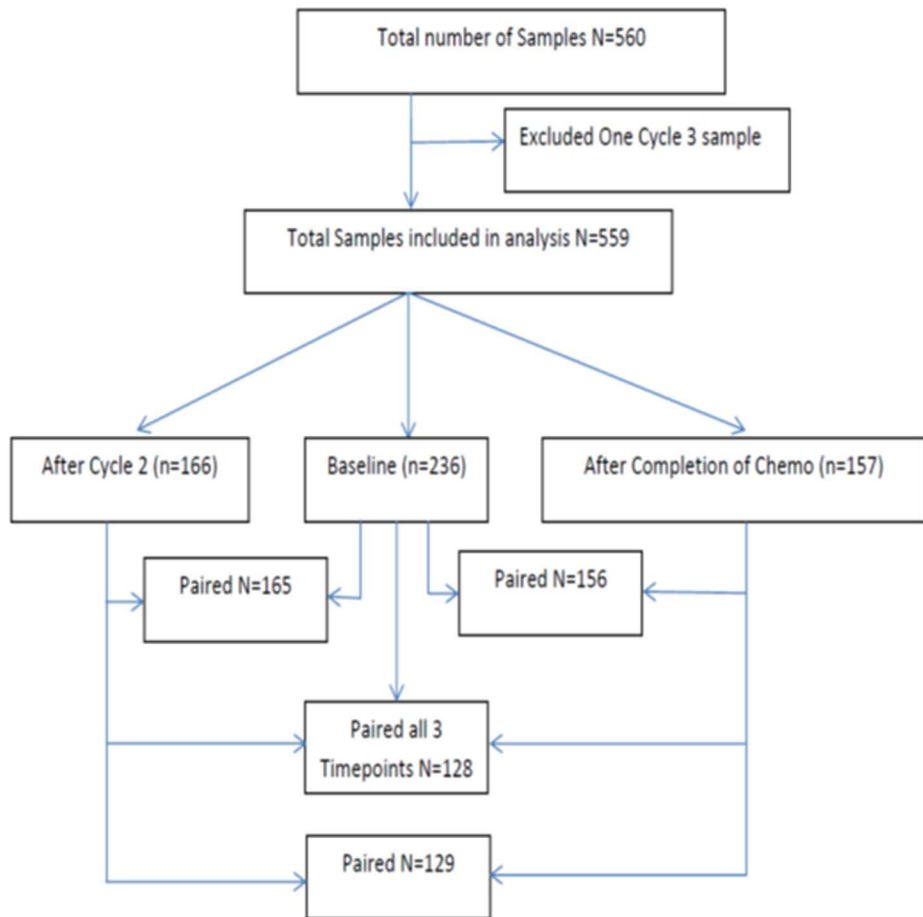 Total number of Samples N=560
Excluded One Cycle 3 sample
Total Samples included in analysis N=559
After Cycle 2 (n=166)
Baseline (n=236)
After Completion of Chemo (n=157)
Paired N=165
Paired N=156
Paired all 3
Timepoints N=128
Paired N=129